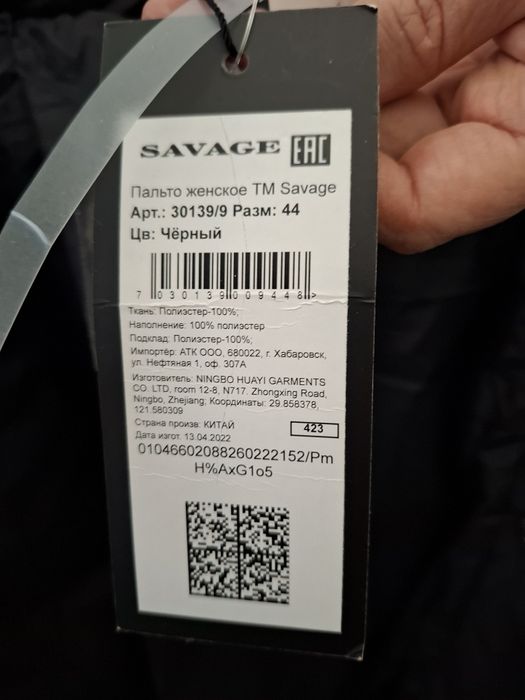 SAVAGE EAC
Пальто женское ТМ Savage
Арт.: 30139/9 Разм: 44
Цв: Чёрный
7 030139 009448 >
Ткань: Полиэстер-100%;
Наполнение: 100% полиэстер
Подклад: Полиэстер-100%;
Импортёр: АТК ООО, 680022, г. Хабаровск,
ул. Нефтяная 1, оф. 307А
Изготовитель: NINGBO HUAYI GARMENTS
CO. LTD, room 12-8, N717. Zhongxing Road,
Ningbo, Zhejiang; Координаты: 29.858378,
121.580309
Страна произв: КИТАЙ 423
Дата изгот. 13.04.2022
01046602088260222152/Pm
H%AxG1o5